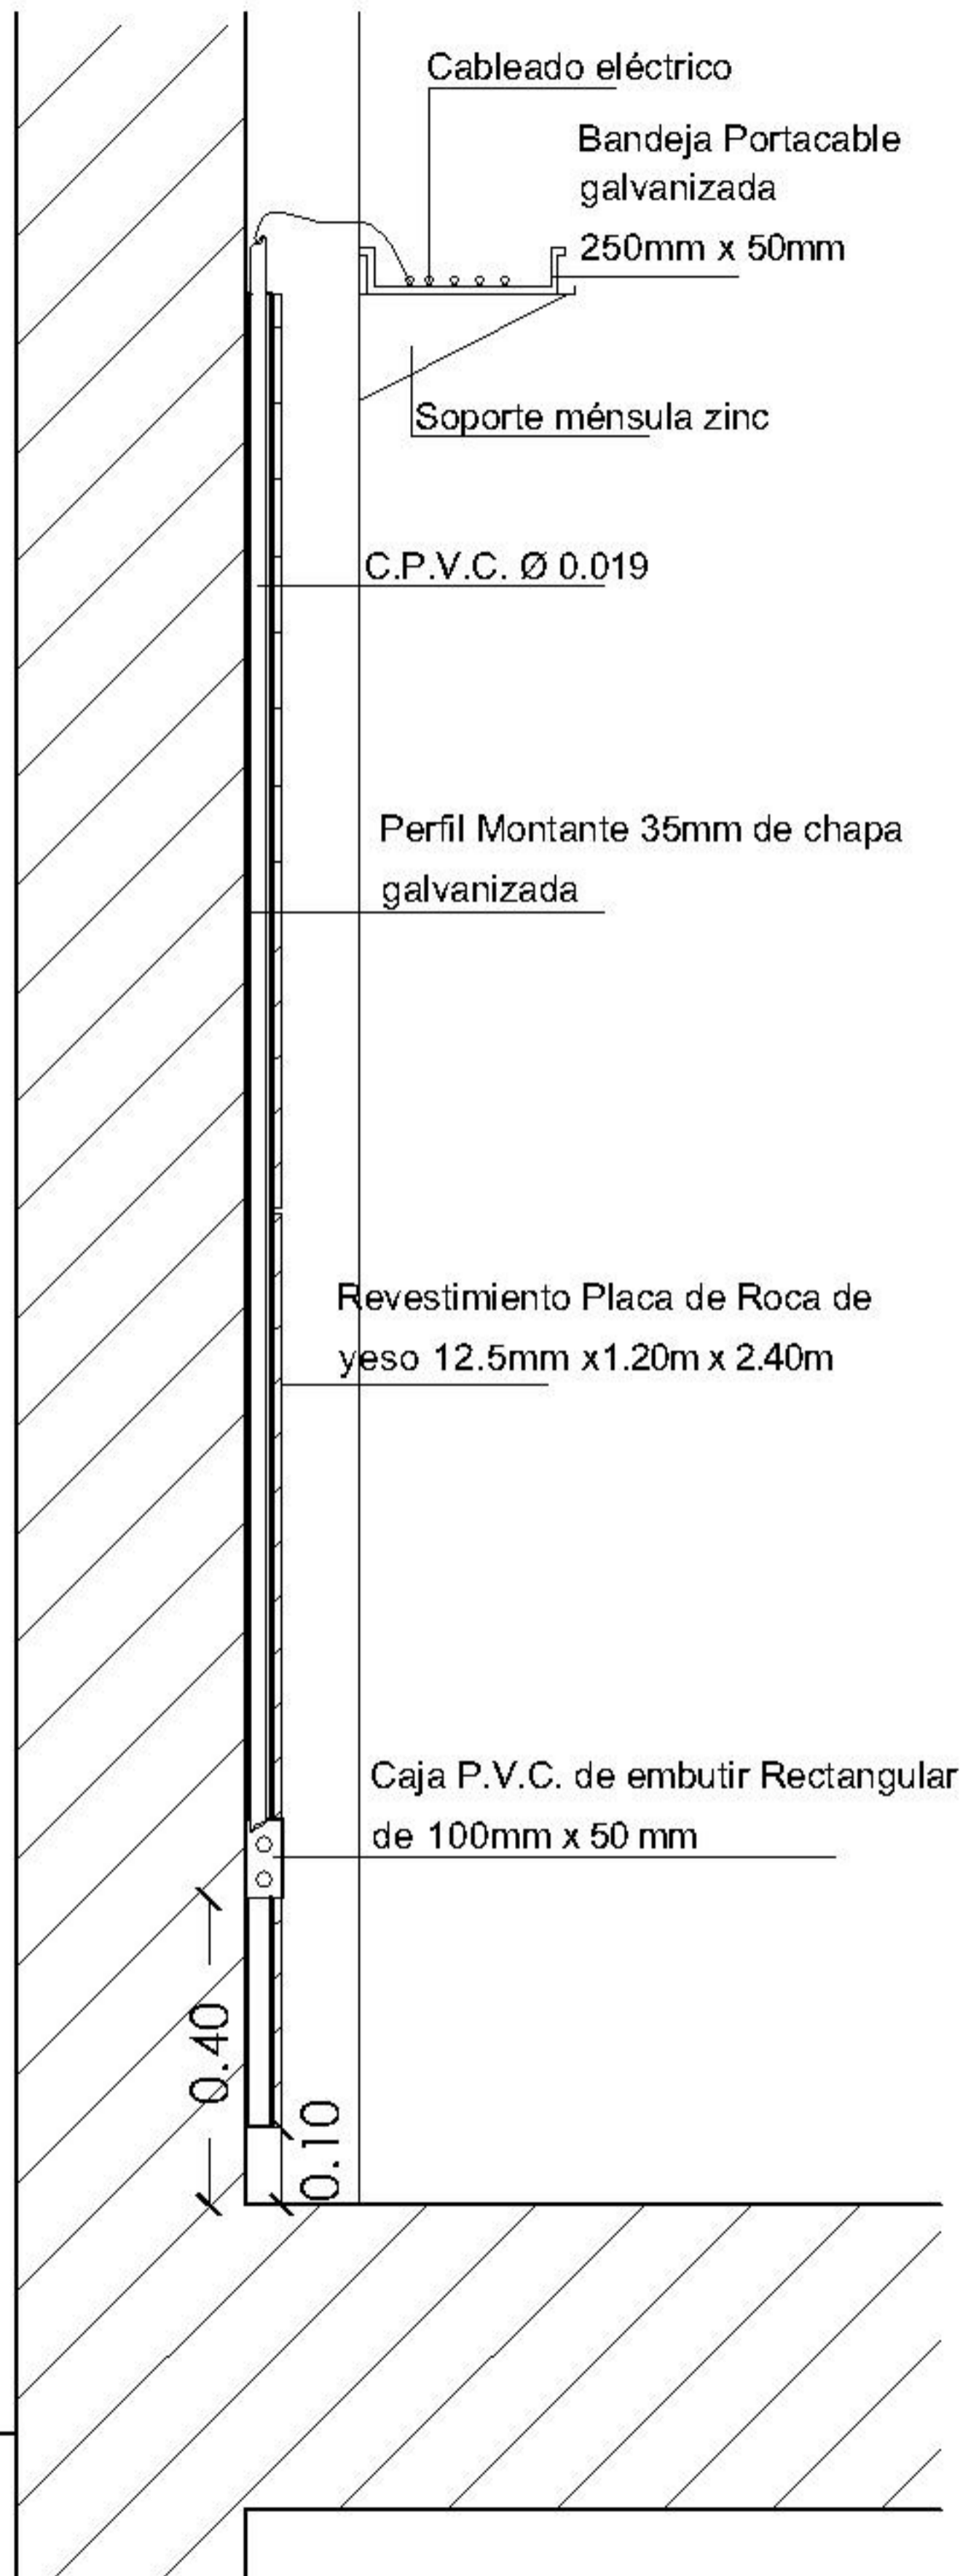 Cableado eléctrico
Bandeja Portacable
galvanizada
250mm x 50mm
Soporte ménsula zinc
C.P.V.C. Ø 0.019
Perfil Montante 35mm de chapa
galvanizada
Revestimiento Placa de Roca de
yeso 12.5mm x1.20m x 2.40m
Caja P.V.C. de embutir Rectangular
de 100mm x 50 mm
0.40
0.10